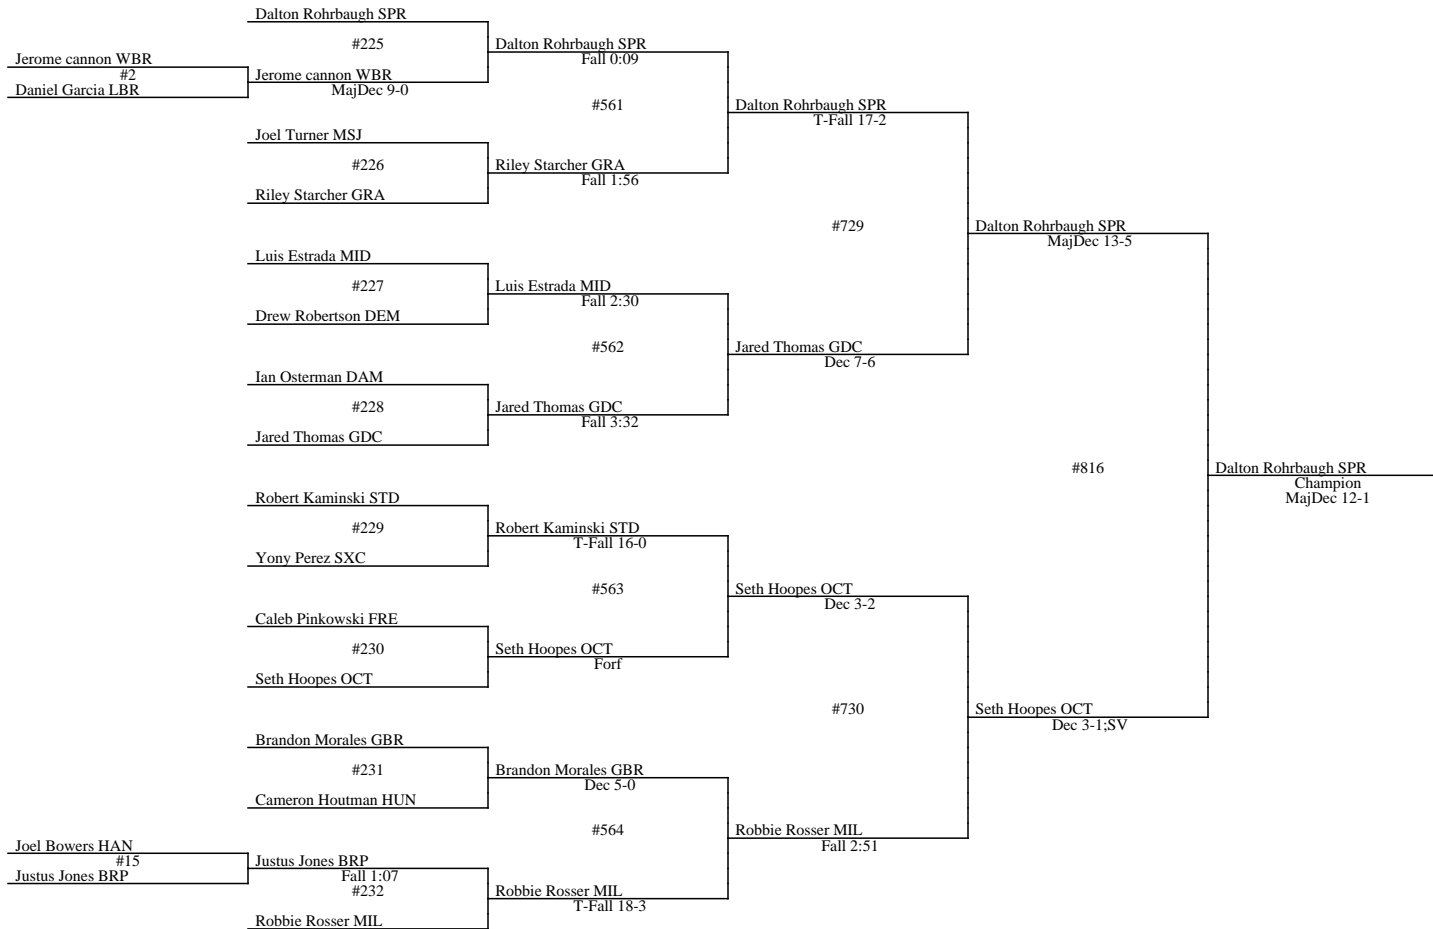 Dalton Rohrbaugh SPR
#225
Dalton Rohrbaugh SPR
Fall 0:09
Jerome cannon WBR
#2
Jerome cannon WBR
Daniel Garcia LBR
MajDec 9-0
#561
Dalton Rohrbaugh SPR
T-Fall 17-2
Joel Turner MSJ
#226
Riley Starcher GRA
Fall 1:56
Riley Starcher GRA
#729
Dalton Rohrbaugh SPR
MajDec 13-5
Luis Estrada MID
#227
Luis Estrada MID
Fall 2:30
Drew Robertson DEM
#562
Jared Thomas GDC
Dec 7-6
Ian Osterman DAM
#228
Jared Thomas GDC
Fall 3:32
Jared Thomas GDC
#816
Dalton Rohrbaugh SPR
Champion
MajDec 12-1
Robert Kaminski STD
#229
Robert Kaminski STD
T-Fall 16-0
Yony Perez SXC
#563
Seth Hoopes OCT
Dec 3-2
Caleb Pinkowski FRE
#230
Seth Hoopes OCT
Forf
Seth Hoopes OCT
#730
Seth Hoopes OCT
Dec 3-1;SV
Brandon Morales GBR
#231
Brandon Morales GBR
Dec 5-0
Cameron Houtman HUN
#564
Robbie Rosser MIL
Fall 2:51
Joel Bowers HAN
#15
Justus Jones BRP
Justus Jones BRP
Fall 1:07
#232
Robbie Rosser MIL
T-Fall 18-3
Robbie Rosser MIL